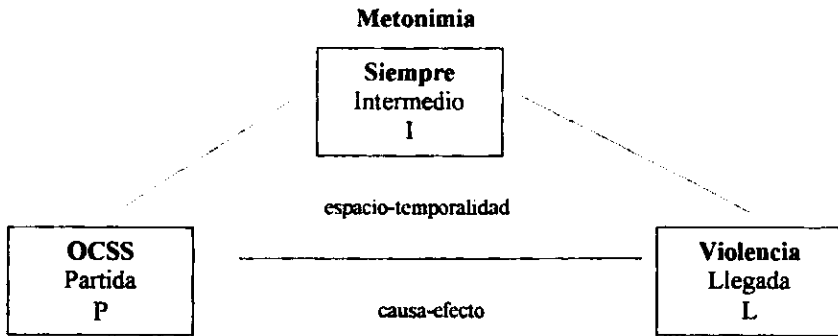 Metonimia
Siempre
Intermedio
I
espacio-temporalidad
OCSS
Partida
P
Violencia
Llegada
L
causa-efecto